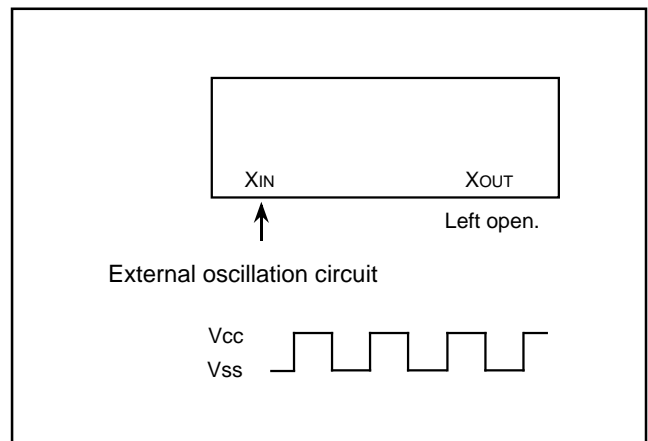 XIN XOUT
Left open.
External oscillation circuit
Vcc
Vss